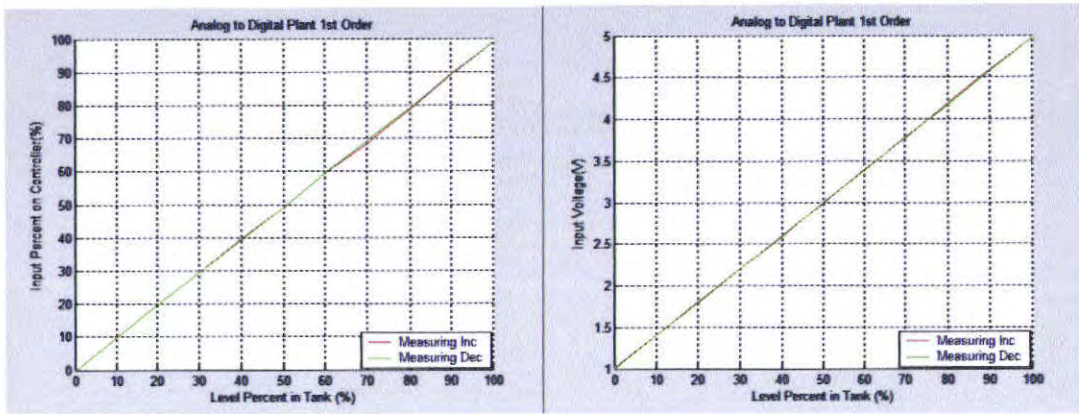 Analog to Digital Plant 1st Order
Input Percent on Controller(%)
100
90
80
70
60
50
40
30
20
10
0
0 10 20 30 40 50 60 70 80 90 100
Level Percent in Tank (%)
Measuring Inc
Measuring Dec
Analog to Digital Plant 1st Order
Input Voltage(V)
5
4.5
4
3.5
3
2.5
2
1.5
1
0 10 20 30 40 50 60 70 80 90 100
Level Percent in Tank (%)
Measuring Inc
Measuring Dec